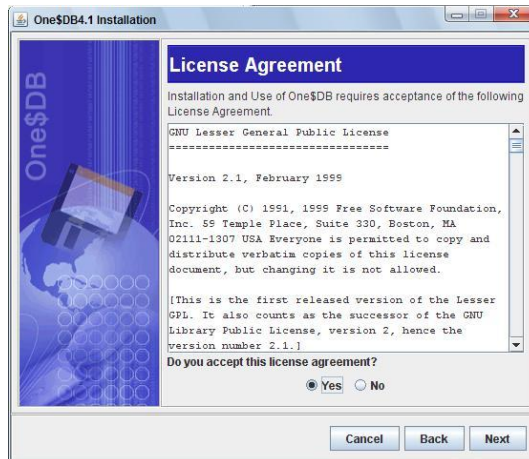 One$DB4.1 Installation
One$DB
License Agreement
Installation and Use of One$DB requires acceptance of the following
License Agreement.
GNU Lesser General Public License
=================================
Version 2.1, February 1999
Copyright (C) 1991, 1999 Free Software Foundation,
Inc. 59 Temple Place, Suite 330, Boston, MA
02111-1307 USA Everyone is permitted to copy and
distribute verbatim copies of this license
document, but changing it is not allowed.
[This is the first released version of the Lesser
GPL. It also counts as the successor of the GNU
Library Public License, version 2, hence the
version number 2.1.]
Do you accept this license agreement?
Yes No
Cancel Back Next